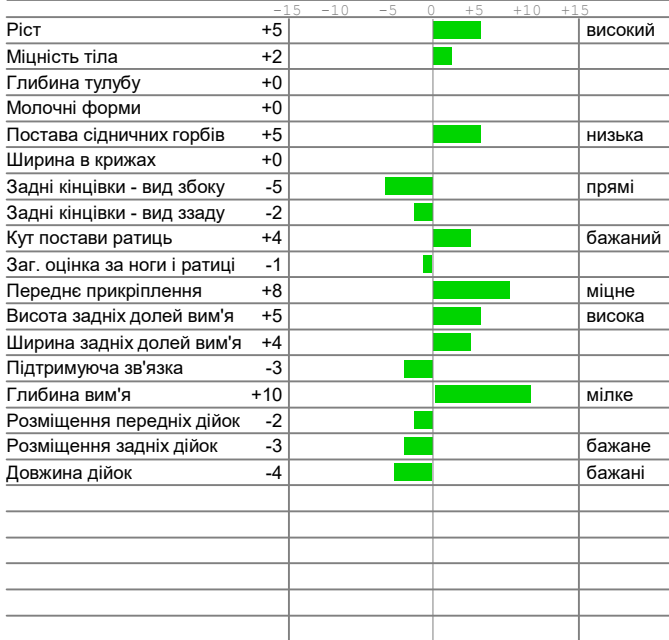 -15 -10 -5 0 +5 +10 +15
Ріст +5 високий
Міцність тіла +2
Глибина тулубу +0
Молочні форми +0
Постава сідничних горбів +5 низька
Ширина в крижах +0
Задні кінцівки - вид збоку -5 прямі
Задні кінцівки - вид ззаду -2
Кут постави ратиць +4 бажаний
Заг. оцінка за ноги і ратиці -1
Переднє прикріплення +8 міцне
Висота задніх долей вим'я +5 висока
Ширина задніх долей вим'я +4
Підтримуюча зв'язка -3
Глибина вим'я +10 мілке
Розміщення передніх дійок -2
Розміщення задніх дійок -3 бажане
Довжина дійок -4 бажані